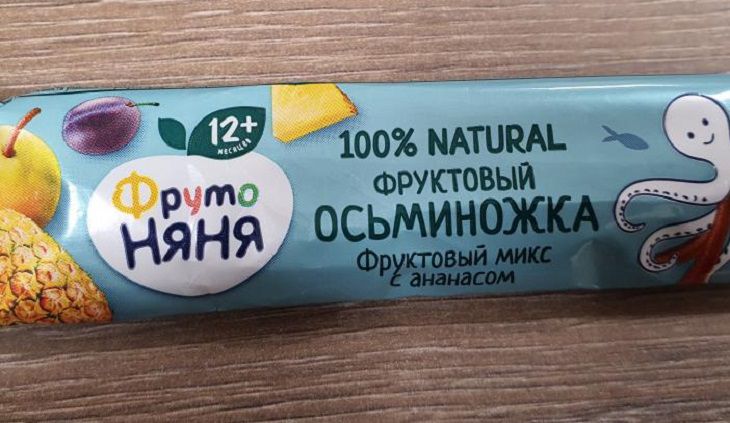 12+
МЕСЯЦЕВ
Фруто
НЯНЯ
100% NATURAL
ФРУКТОВЫЙ
ОСЬМИНОЖКА
Фруктовый микс
с ананасом